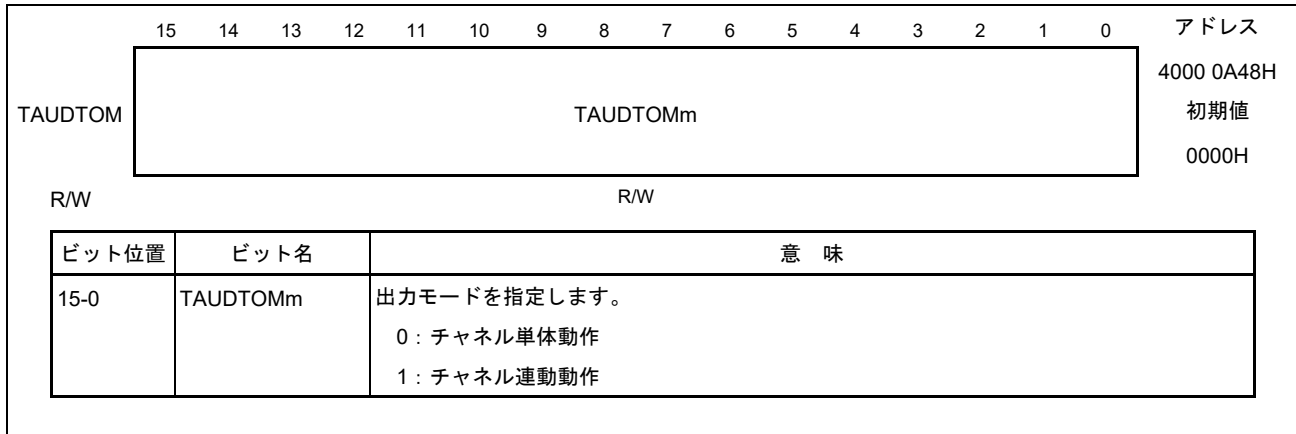 15 14 13 12 11 10 9 8 7 6 5 4 3 2 1 0 アドレス
4000 0A48H
TAUDTOM TAUDTOMm 初期値
0000H
R/W R/W
ビット位置 ビット名 意 味
15-0 TAUDTOMm 出力モードを指定します。
0：チャネル単体動作
1：チャネル連動動作